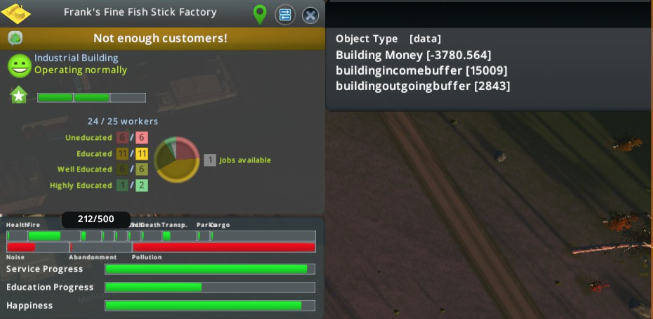 Frank's Fine Fish Stick Factory
Not enough customers!
Industrial Building
Operating normally
24 / 25 workers
Uneducated 6 / 6
Educated 11 / 11
Well Educated 6 / 6
Highly Educated 1 / 2
1 Jobs available
212/500
Health Fire Death Transp. Park Cargo
Noise Abandonment Pollution
Service Progress
Education Progress
Happiness
Object Type [data]
Building Money [-3780.564]
buildingincomebuffer [15009]
buildingoutgoingbuffer [2843]